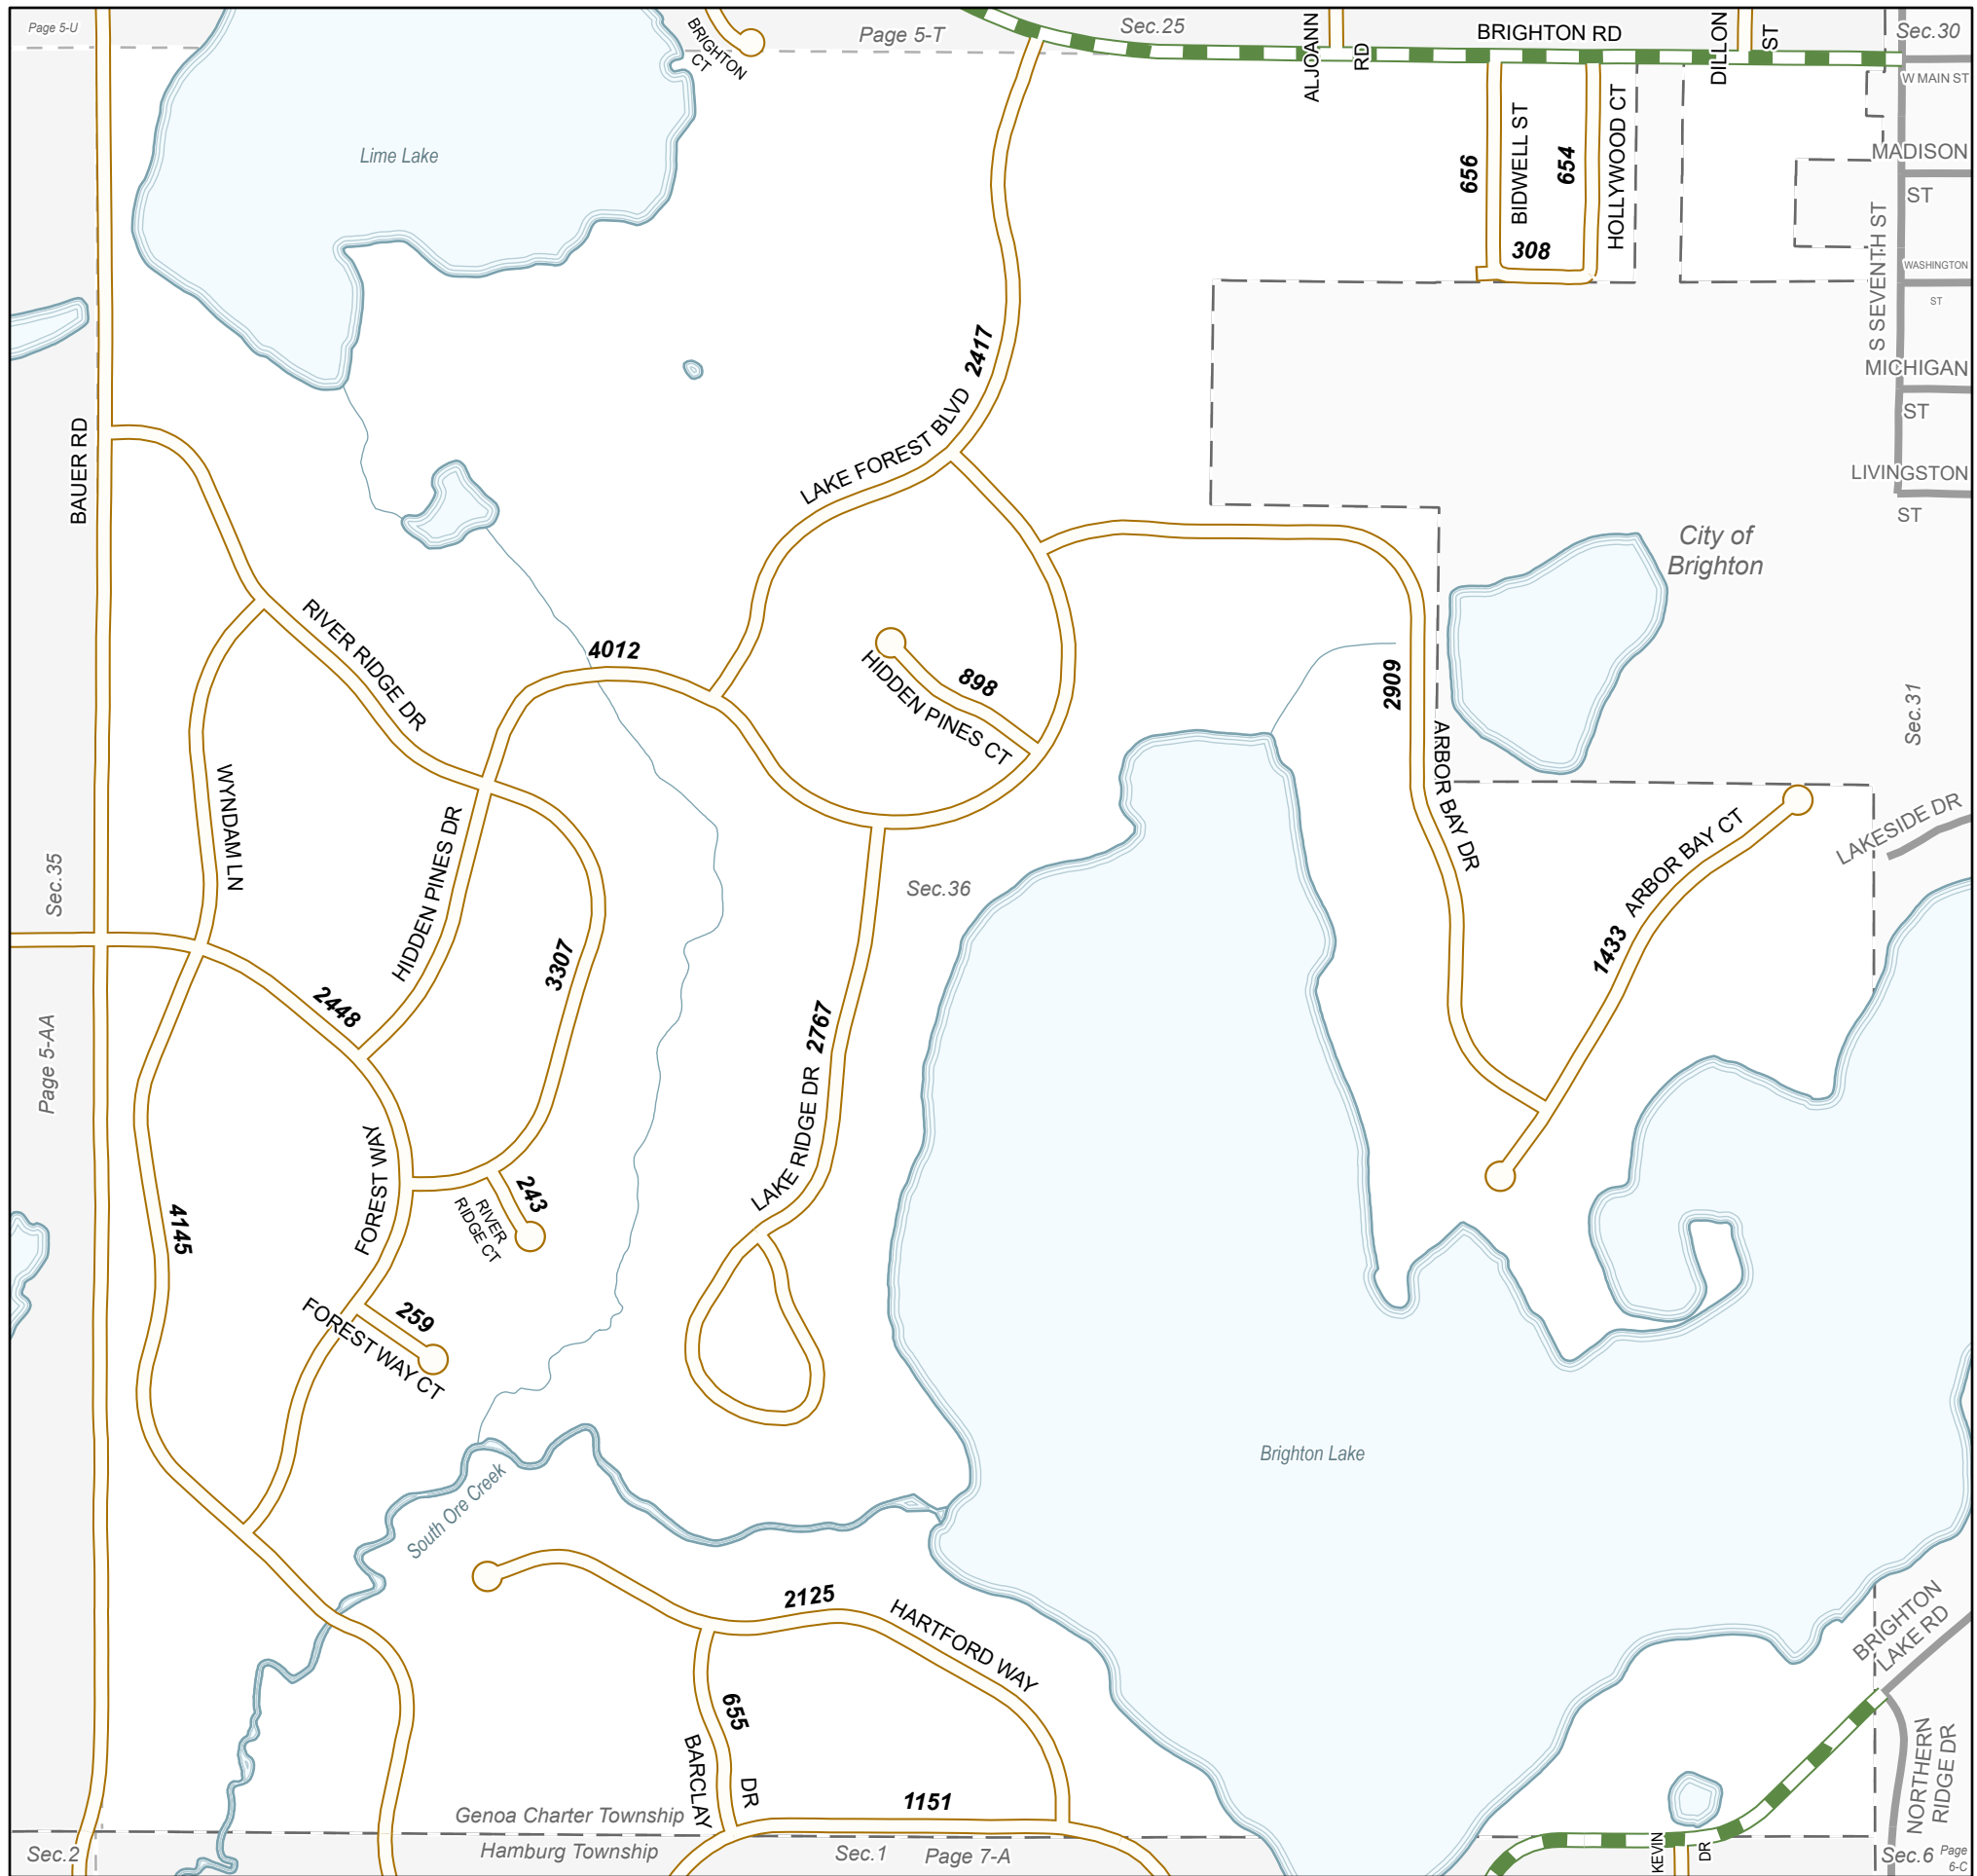 Page 5-U
BRIGHTON
CT
Page 5-T
Sec.25
ALJOANN
RD
BRIGHTON RD
DILLON
ST
Sec.30
W MAIN ST
Lime Lake
MADISON
ST
656
BIDWELL ST
654
HOLLYWOOD CT
308
S SEVENTH ST
WASHINGTON
ST
2417
MICHIGAN
ST
LAKE FOREST BLVD
BAUER RD
LIVINGSTON
ST
City of
Brighton
RIVER RIDGE DR
4012
898
HIDDEN PINES CT
2909
Sec.31
WYNDAM LN
ARBOR BAY DR
ARBOR BAY CT
LAKESIDE DR
HIDDEN PINES DR
Sec.35
Sec.36
3307
1433
2448
2767
Page 5-AA
LAKE RIDGE DR
FOREST WAY
243
RIVER
RIDGE CT
4145
259
FOREST WAY CT
Brighton Lake
South Ore Creek
2125
HARTFORD WAY
BRIGHTON
LAKE RD
655
BARCLAY
DR
NORTHERN
RIDGE DR
1151
Genoa Charter Township
Hamburg Township
Sec.2
Sec.1
Page 7-A
KEVIN
DR
Sec.6
Page
6-C